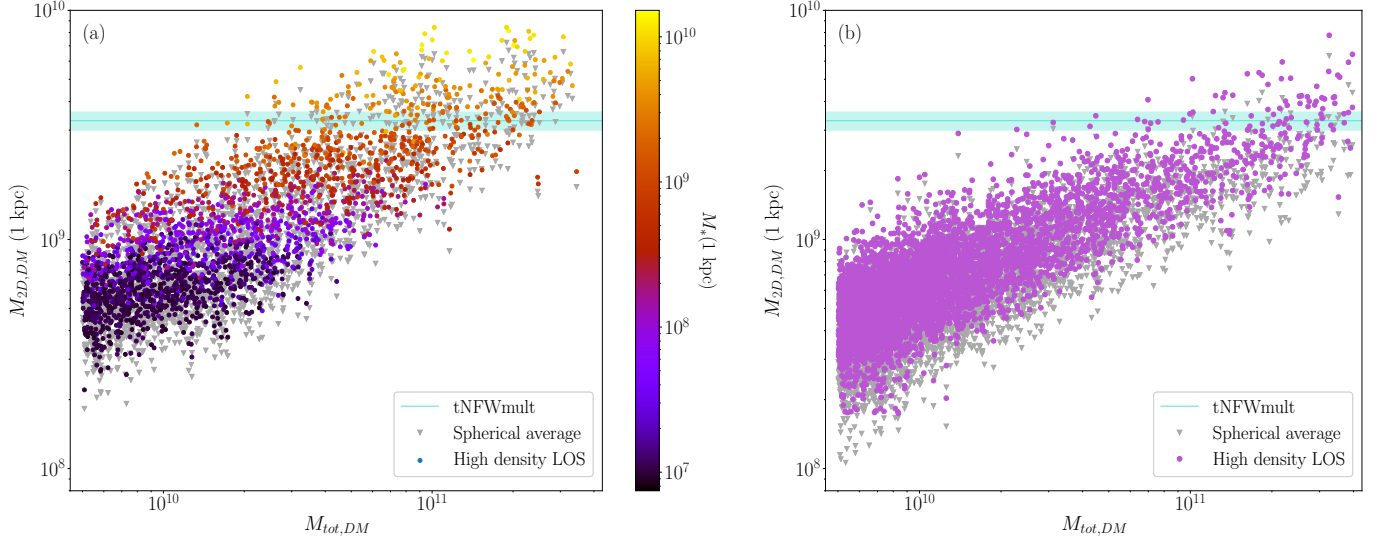 (a)
10^10
10^9
10^8
M_{2D,DM} (1 kpc)
tNFWmult
Spherical average
High density LOS
10^10
10^11
M_{tot,DM}
10^10
10^9
10^8
10^7
M_*(1 kpc)
(b)
10^10
10^9
10^8
M_{2D,DM} (1 kpc)
tNFWmult
Spherical average
High density LOS
10^10
10^11
M_{tot,DM}